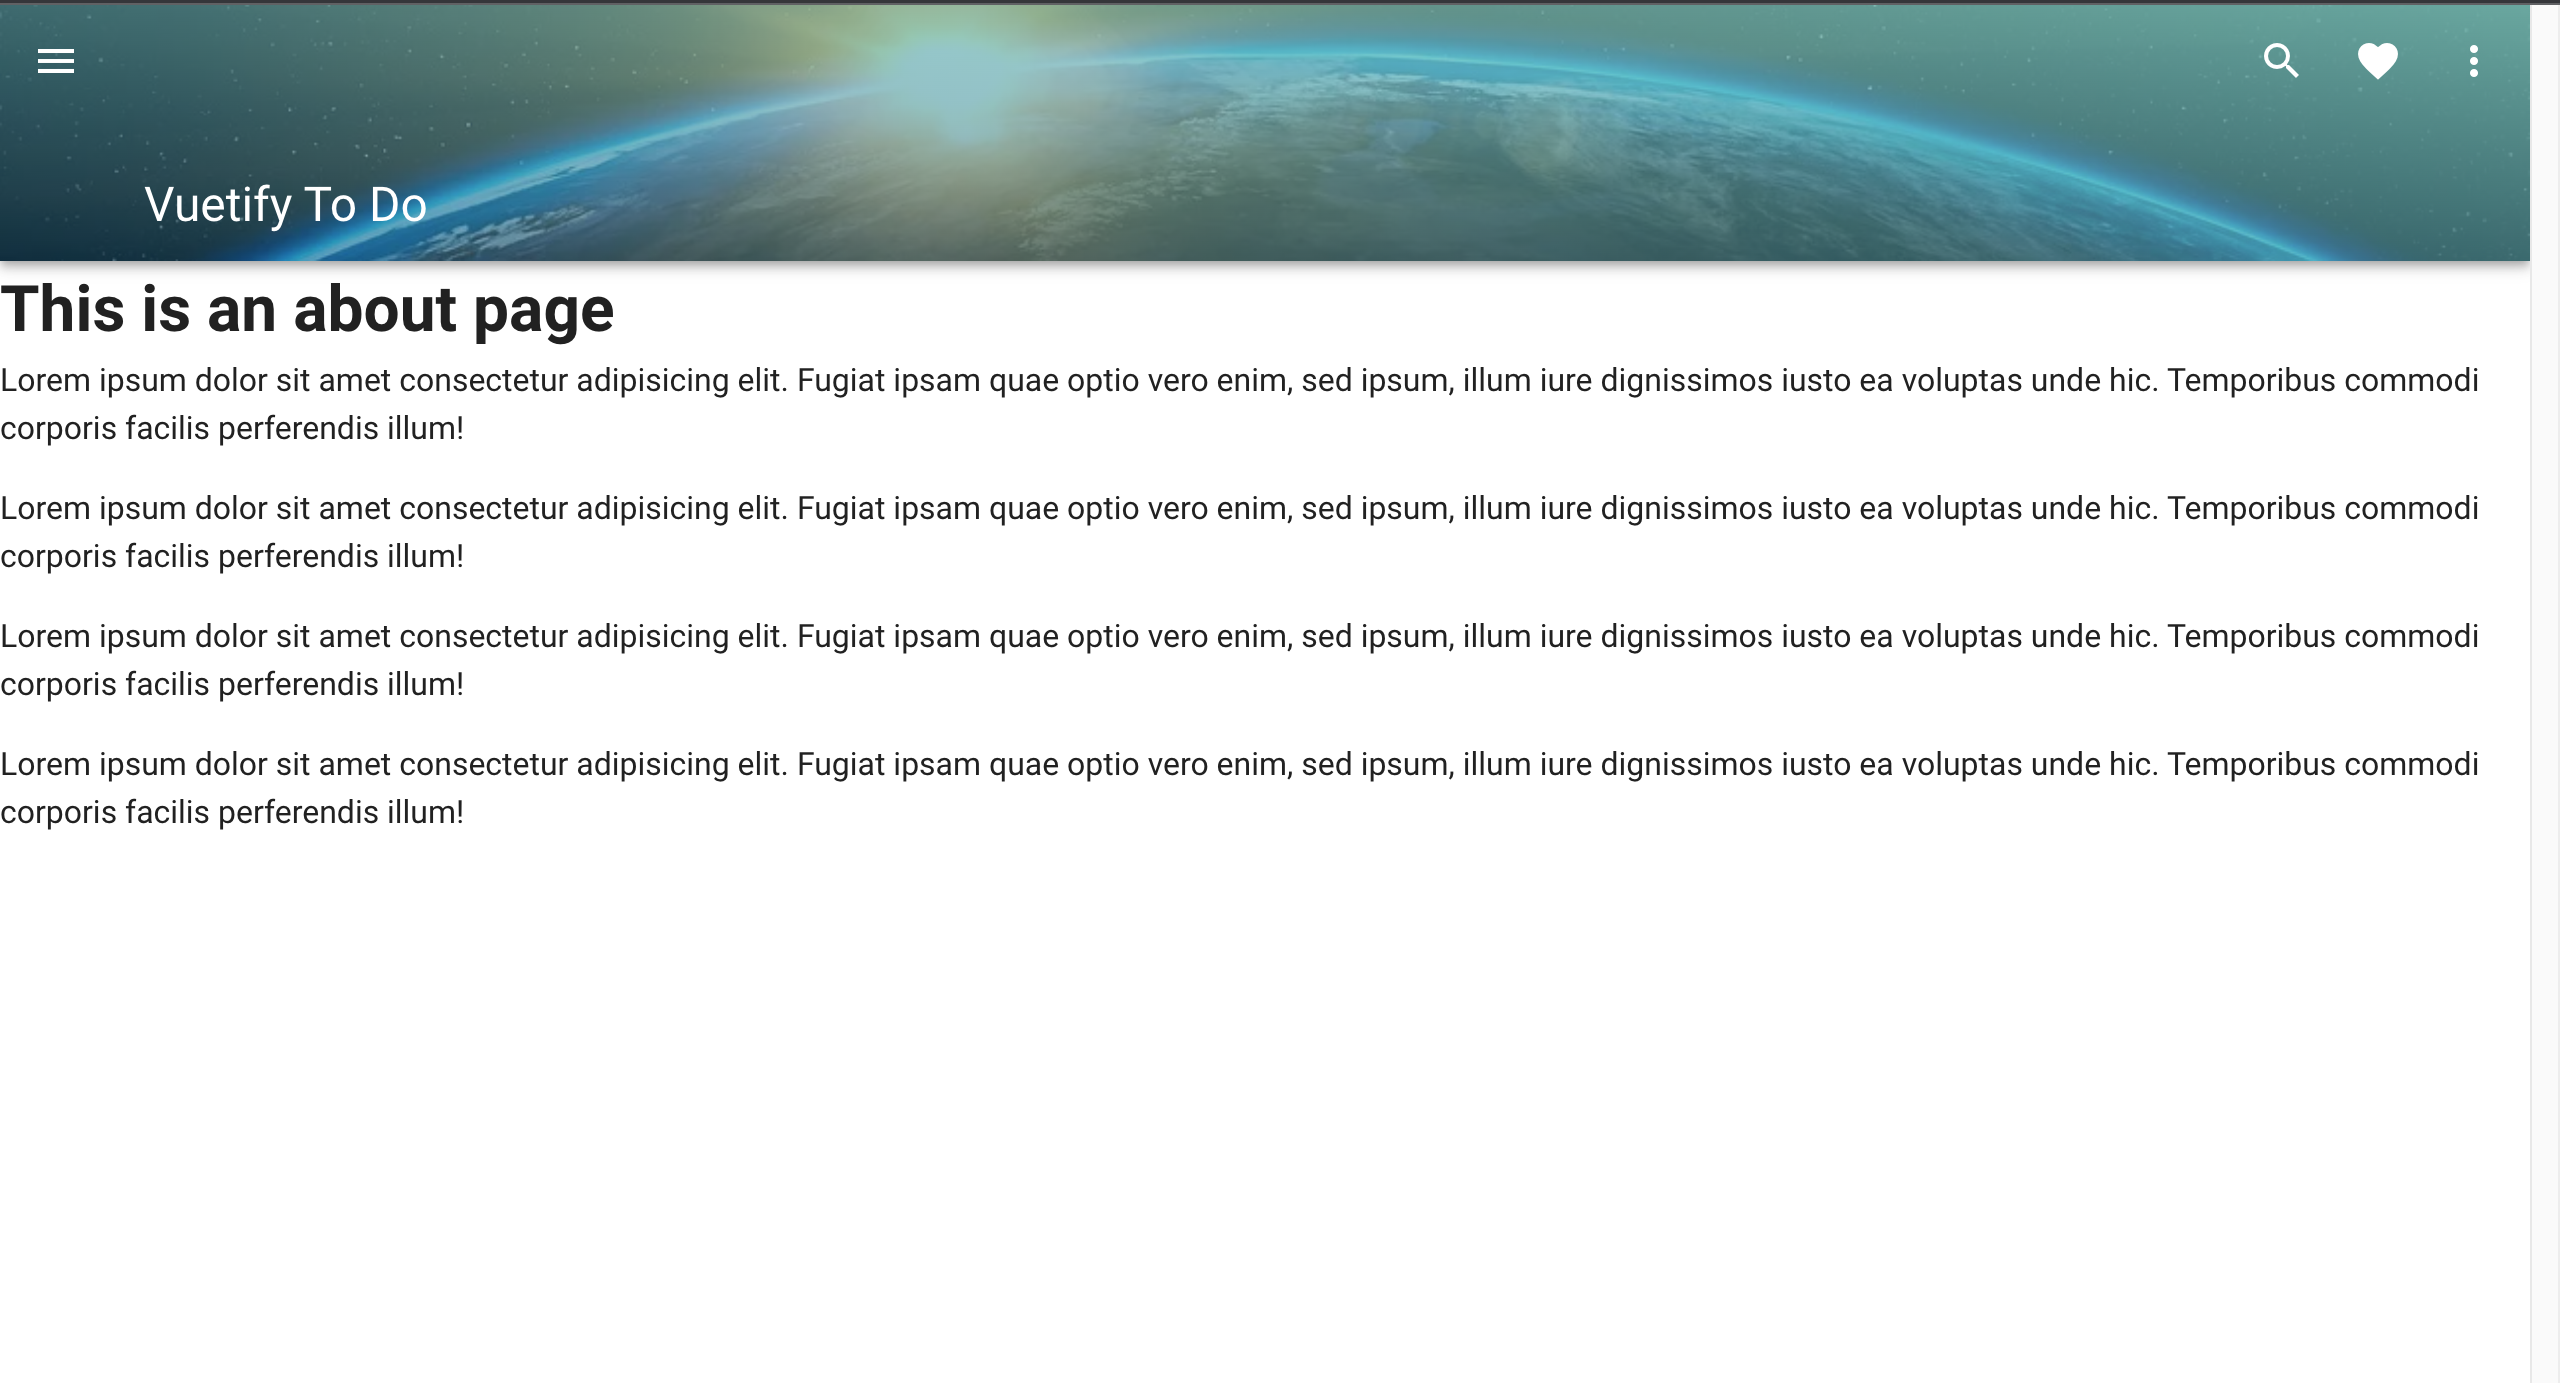 Vuetify To Do
This is an about page
Lorem ipsum dolor sit amet consectetur adipisicing elit. Fugiat ipsam quae optio vero enim, sed ipsum, illum iure dignissimos iusto ea voluptas unde hic. Temporibus commodi
corporis facilis perferendis illum!
Lorem ipsum dolor sit amet consectetur adipisicing elit. Fugiat ipsam quae optio vero enim, sed ipsum, illum iure dignissimos iusto ea voluptas unde hic. Temporibus commodi
corporis facilis perferendis illum!
Lorem ipsum dolor sit amet consectetur adipisicing elit. Fugiat ipsam quae optio vero enim, sed ipsum, illum iure dignissimos iusto ea voluptas unde hic. Temporibus commodi
corporis facilis perferendis illum!
Lorem ipsum dolor sit amet consectetur adipisicing elit. Fugiat ipsam quae optio vero enim, sed ipsum, illum iure dignissimos iusto ea voluptas unde hic. Temporibus commodi
corporis facilis perferendis illum!